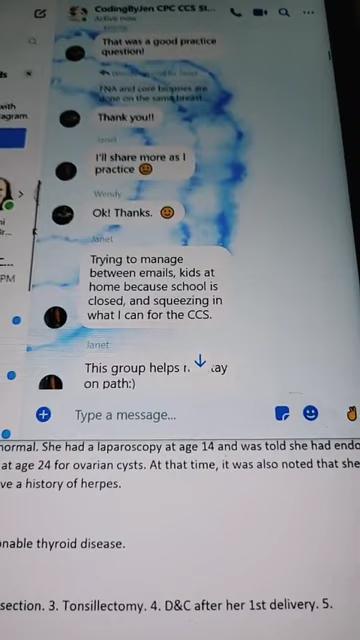 CodingByJen CPC CCS St...
Active now
That was a good practice
question!
FNA and core biopsies are
done on the same breast...
Thank you!!
Janet
I'll share more as I
practice 😊
Wendy
Ok! Thanks. 😊
Janet
Trying to manage
between emails, kids at
home because school is
closed, and squeezing in
what I can for the CCS.
Janet
This group helps
on path:)
Type a message...
with
agram.
PM
normal. She had a laparoscopy at age 14 and was told she had endo
at age 24 for ovarian cysts. At that time, it was also noted that she
ve a history of herpes.
onable thyroid disease.
section. 3. Tonsillectomy. 4. D&C after her 1st delivery. 5.